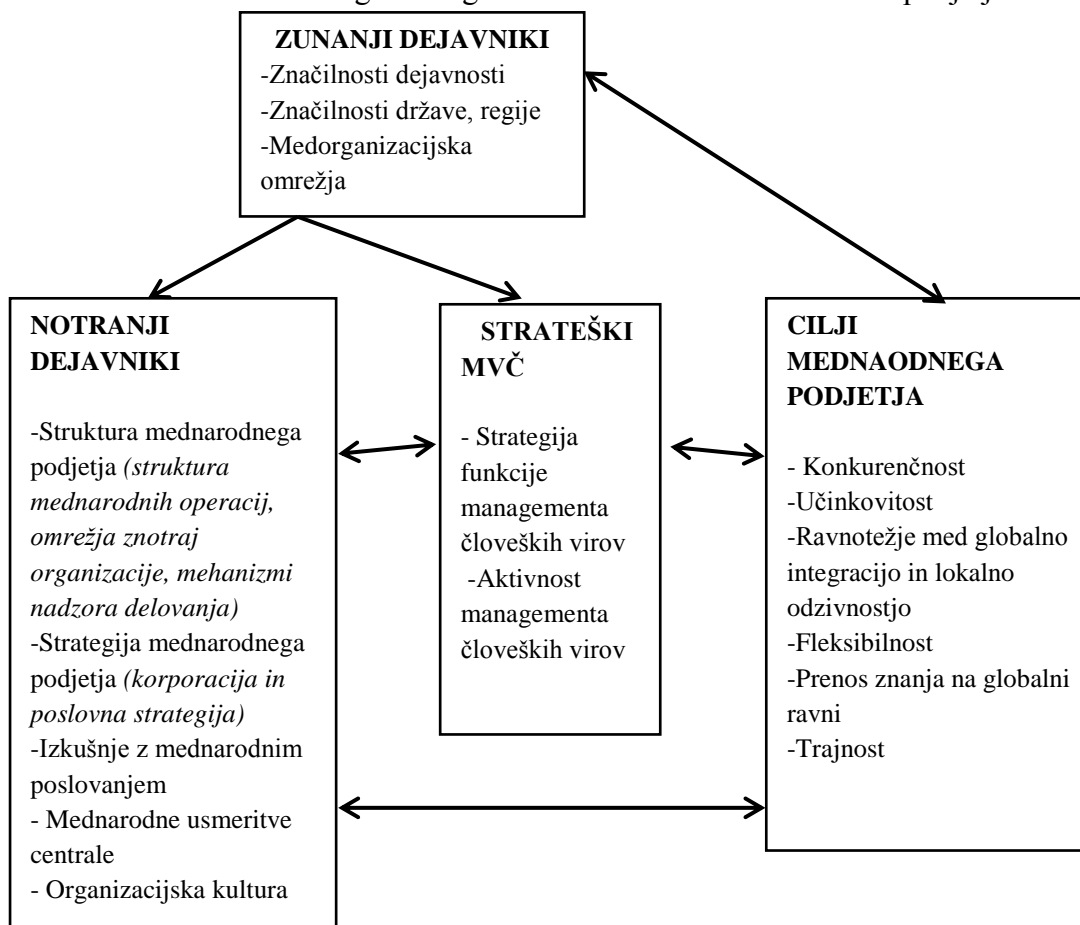 ZUNANJI DEJAVNIKI
-Značilnosti dejavnosti
-Značilnosti države, regije
-Medorganizacijska
omrežja
NOTRANJI
DEJAVNIKI
-Struktura mednarodnega
podjetja (struktura
mednarodnih operacij,
omrežja znotraj
organizacije, mehanizmi
nadzora delovanja)
-Strategija mednarodnega
podjetja (korporacija in
poslovna strategija)
-Izkušnje z mednarodnim
poslovanjem
- Mednarodne usmeritve
centrale
- Organizacijska kultura
STRATEŠKI
MVČ
- Strategija
funkcije
managementa
človeških virov
-Aktivnost
managementa
človeških virov
CILJI
MEDNAODNEGA
PODJETJA
- Konkurenčnost
-Učinkovitost
-Ravnotežje med globalno
integracijo in lokalno
odzivnostjo
-Fleksibilnost
-Prenos znanja na globalni
ravni
-Trajnost